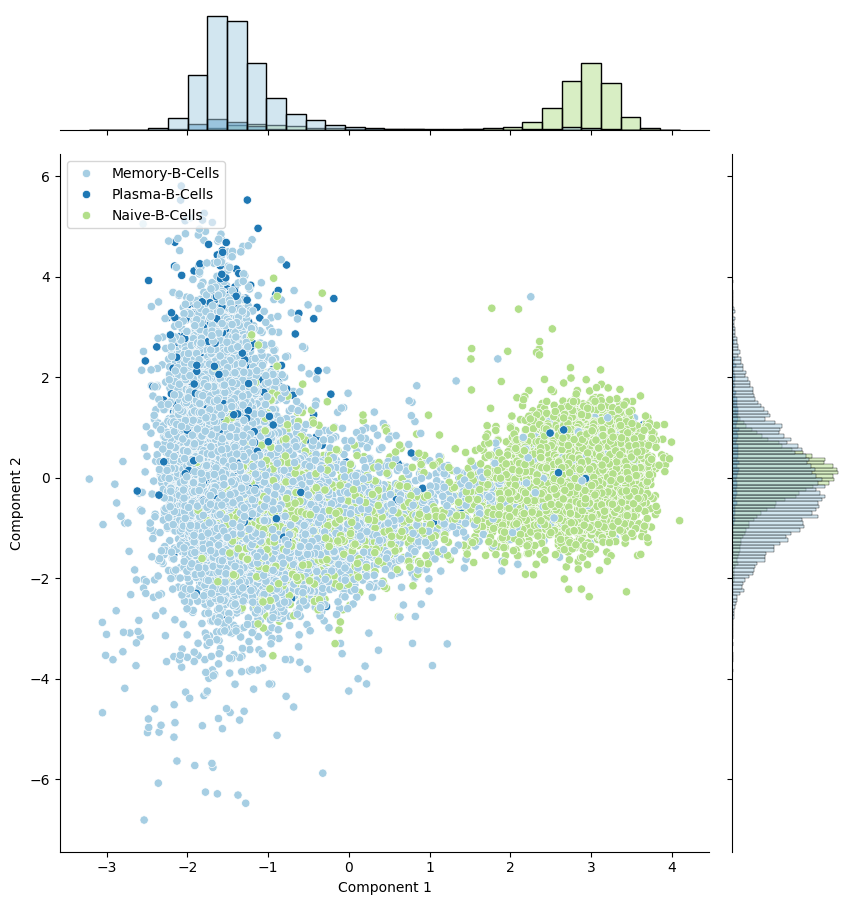 Memory-B-Cells
Plasma-B-Cells
Naive-B-Cells
6
4
2
0
−2
−4
−6
Component 2
−3 −2 −1 0 1 2 3 4
Component 1